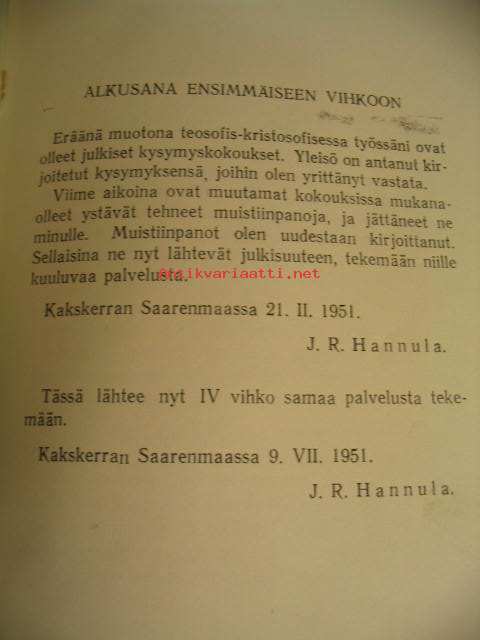 ALKUSANA ENSIMMÄISEEN VIHKOON
Eräänä muotona teosofis-kristosofisessa työssäni ovat
olleet julkiset kysymyskokoukset. Yleisö on antanut kir-
joitetut kysymyksensä, joihin olen yrittänyt vastata.
Viime aikoina ovat muutamat kokouksissa mukana-
olleet ystävät tehneet muistiinpanoja, ja jättäneet ne
minulle. Muistiinpanot olen uudestaan kirjoittanut.
Sellaisina ne nyt lähtevät julkisuuteen, tekemään niille
kuuluvaa palvelusta.
Antikvariaatti.net
Kakskerran Saarenmaassa 21. II. 1951.
J. R. Hannula.
Tässä lähtee nyt IV vihko samaa palvelusta teke-
mään.
Kakskerran Saarenmaassa 9. VII. 1951.
J. R. Hannula.